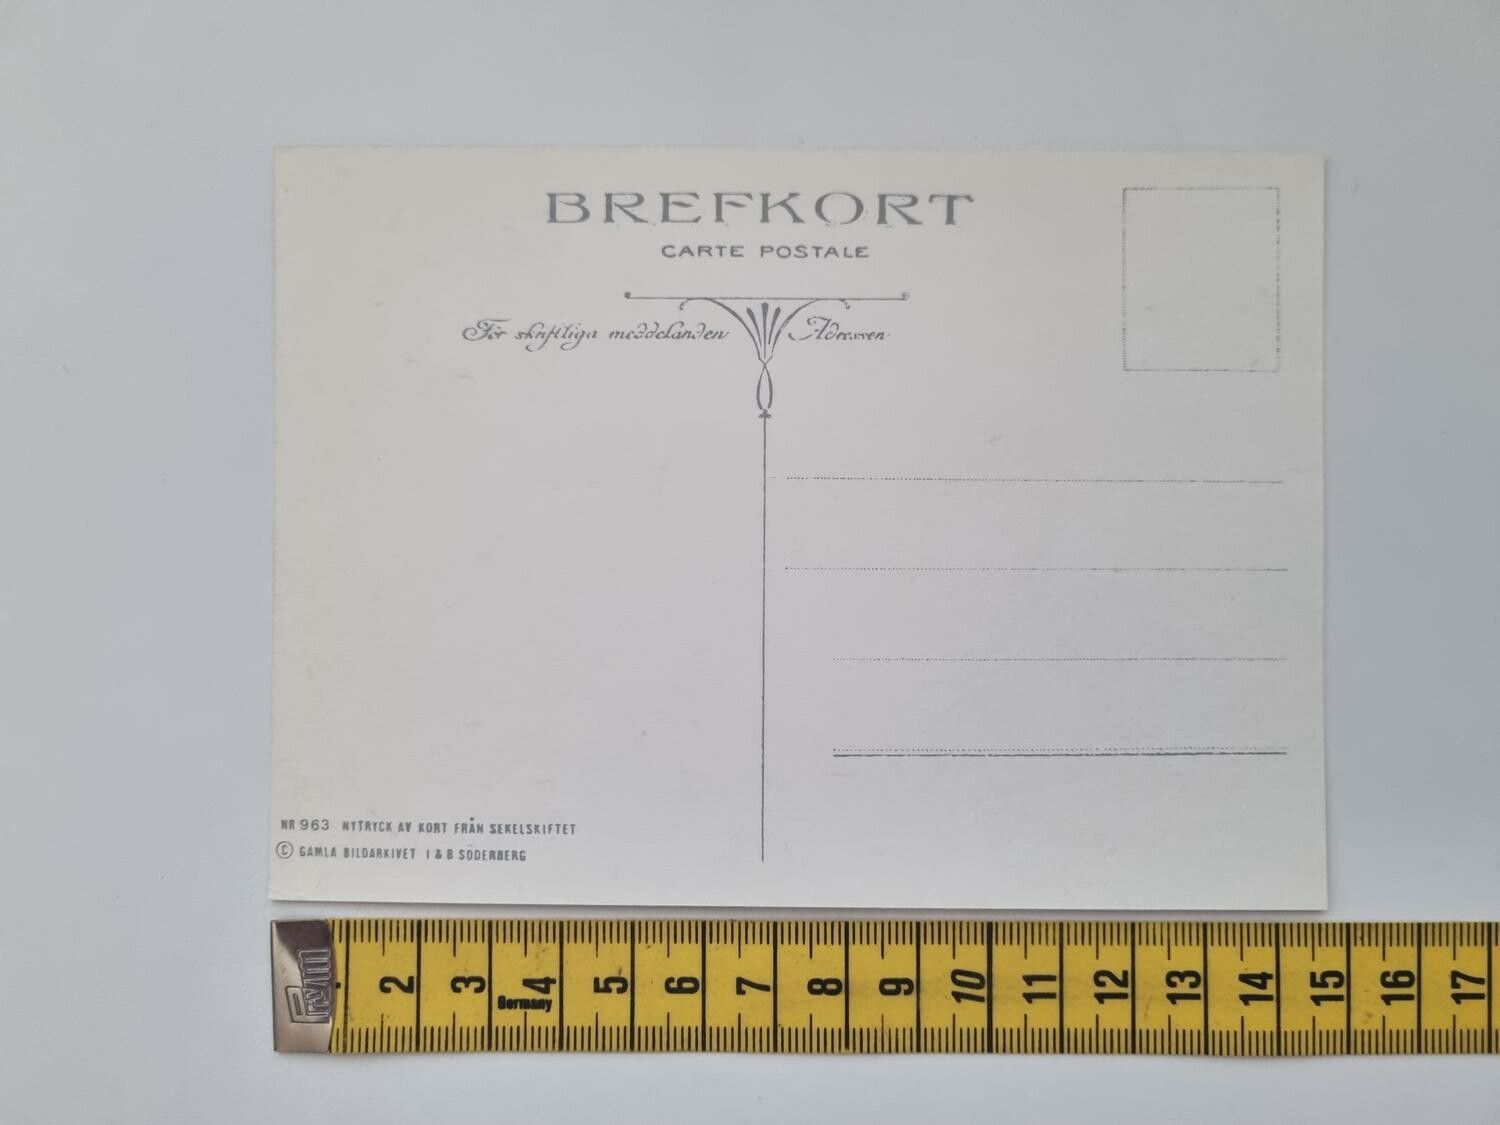 BREFKORT
CARTE POSTALE
För skriftliga meddelanden Adressen
NR 963 NYTRYCK AV KORT FRÅN SEKELSKIFTET
© GAMLA BILDARKIVET I & B SÖDERBERG
Prym
2 3 4 5 6 7 8 9 10 11 12 13 14 15 16 17
Germany